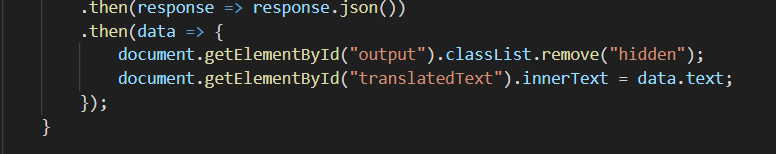 .then(response => response.json())
.then(data => {
document.getElementById("output").classList.remove("hidden");
document.getElementById("translatedText").innerText = data.text;
});
}